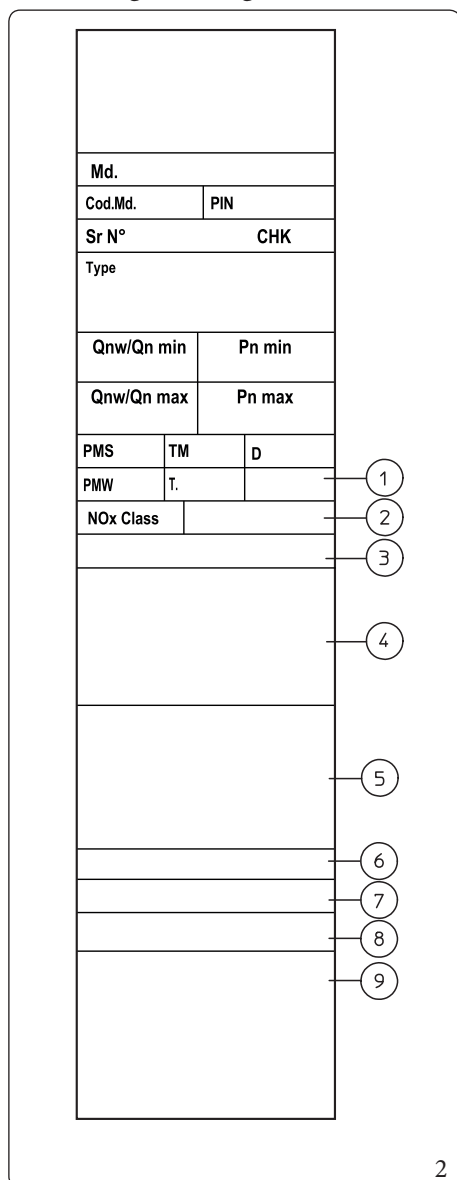 Md.
Cod.Md. PIN
Sr N° CHK
Type
Qnw/Qn min Pn min
Qnw/Qn max Pn max
PMS TM D
PMW T. 1
NOx Class 2
3
4
5
6
7
8
9
2